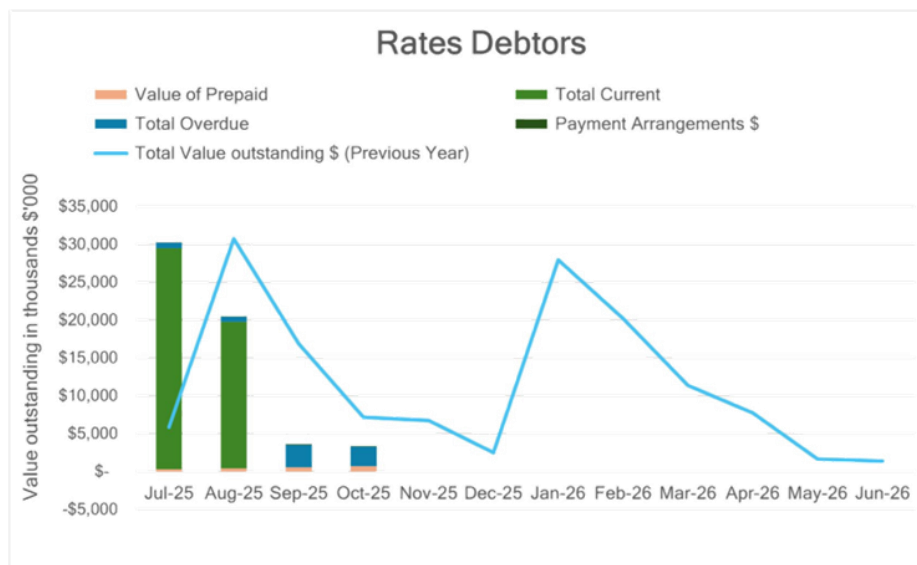 Rates Debtors
Value of Prepaid
Total Current
Total Overdue
Payment Arrangements $
Total Value outstanding $ (Previous Year)
Value outstanding in thousands $'000
$35,000
$30,000
$25,000
$20,000
$15,000
$10,000
$5,000
$-
-$5,000
Jul-25 Aug-25 Sep-25 Oct-25 Nov-25 Dec-25 Jan-26 Feb-26 Mar-26 Apr-26 May-26 Jun-26